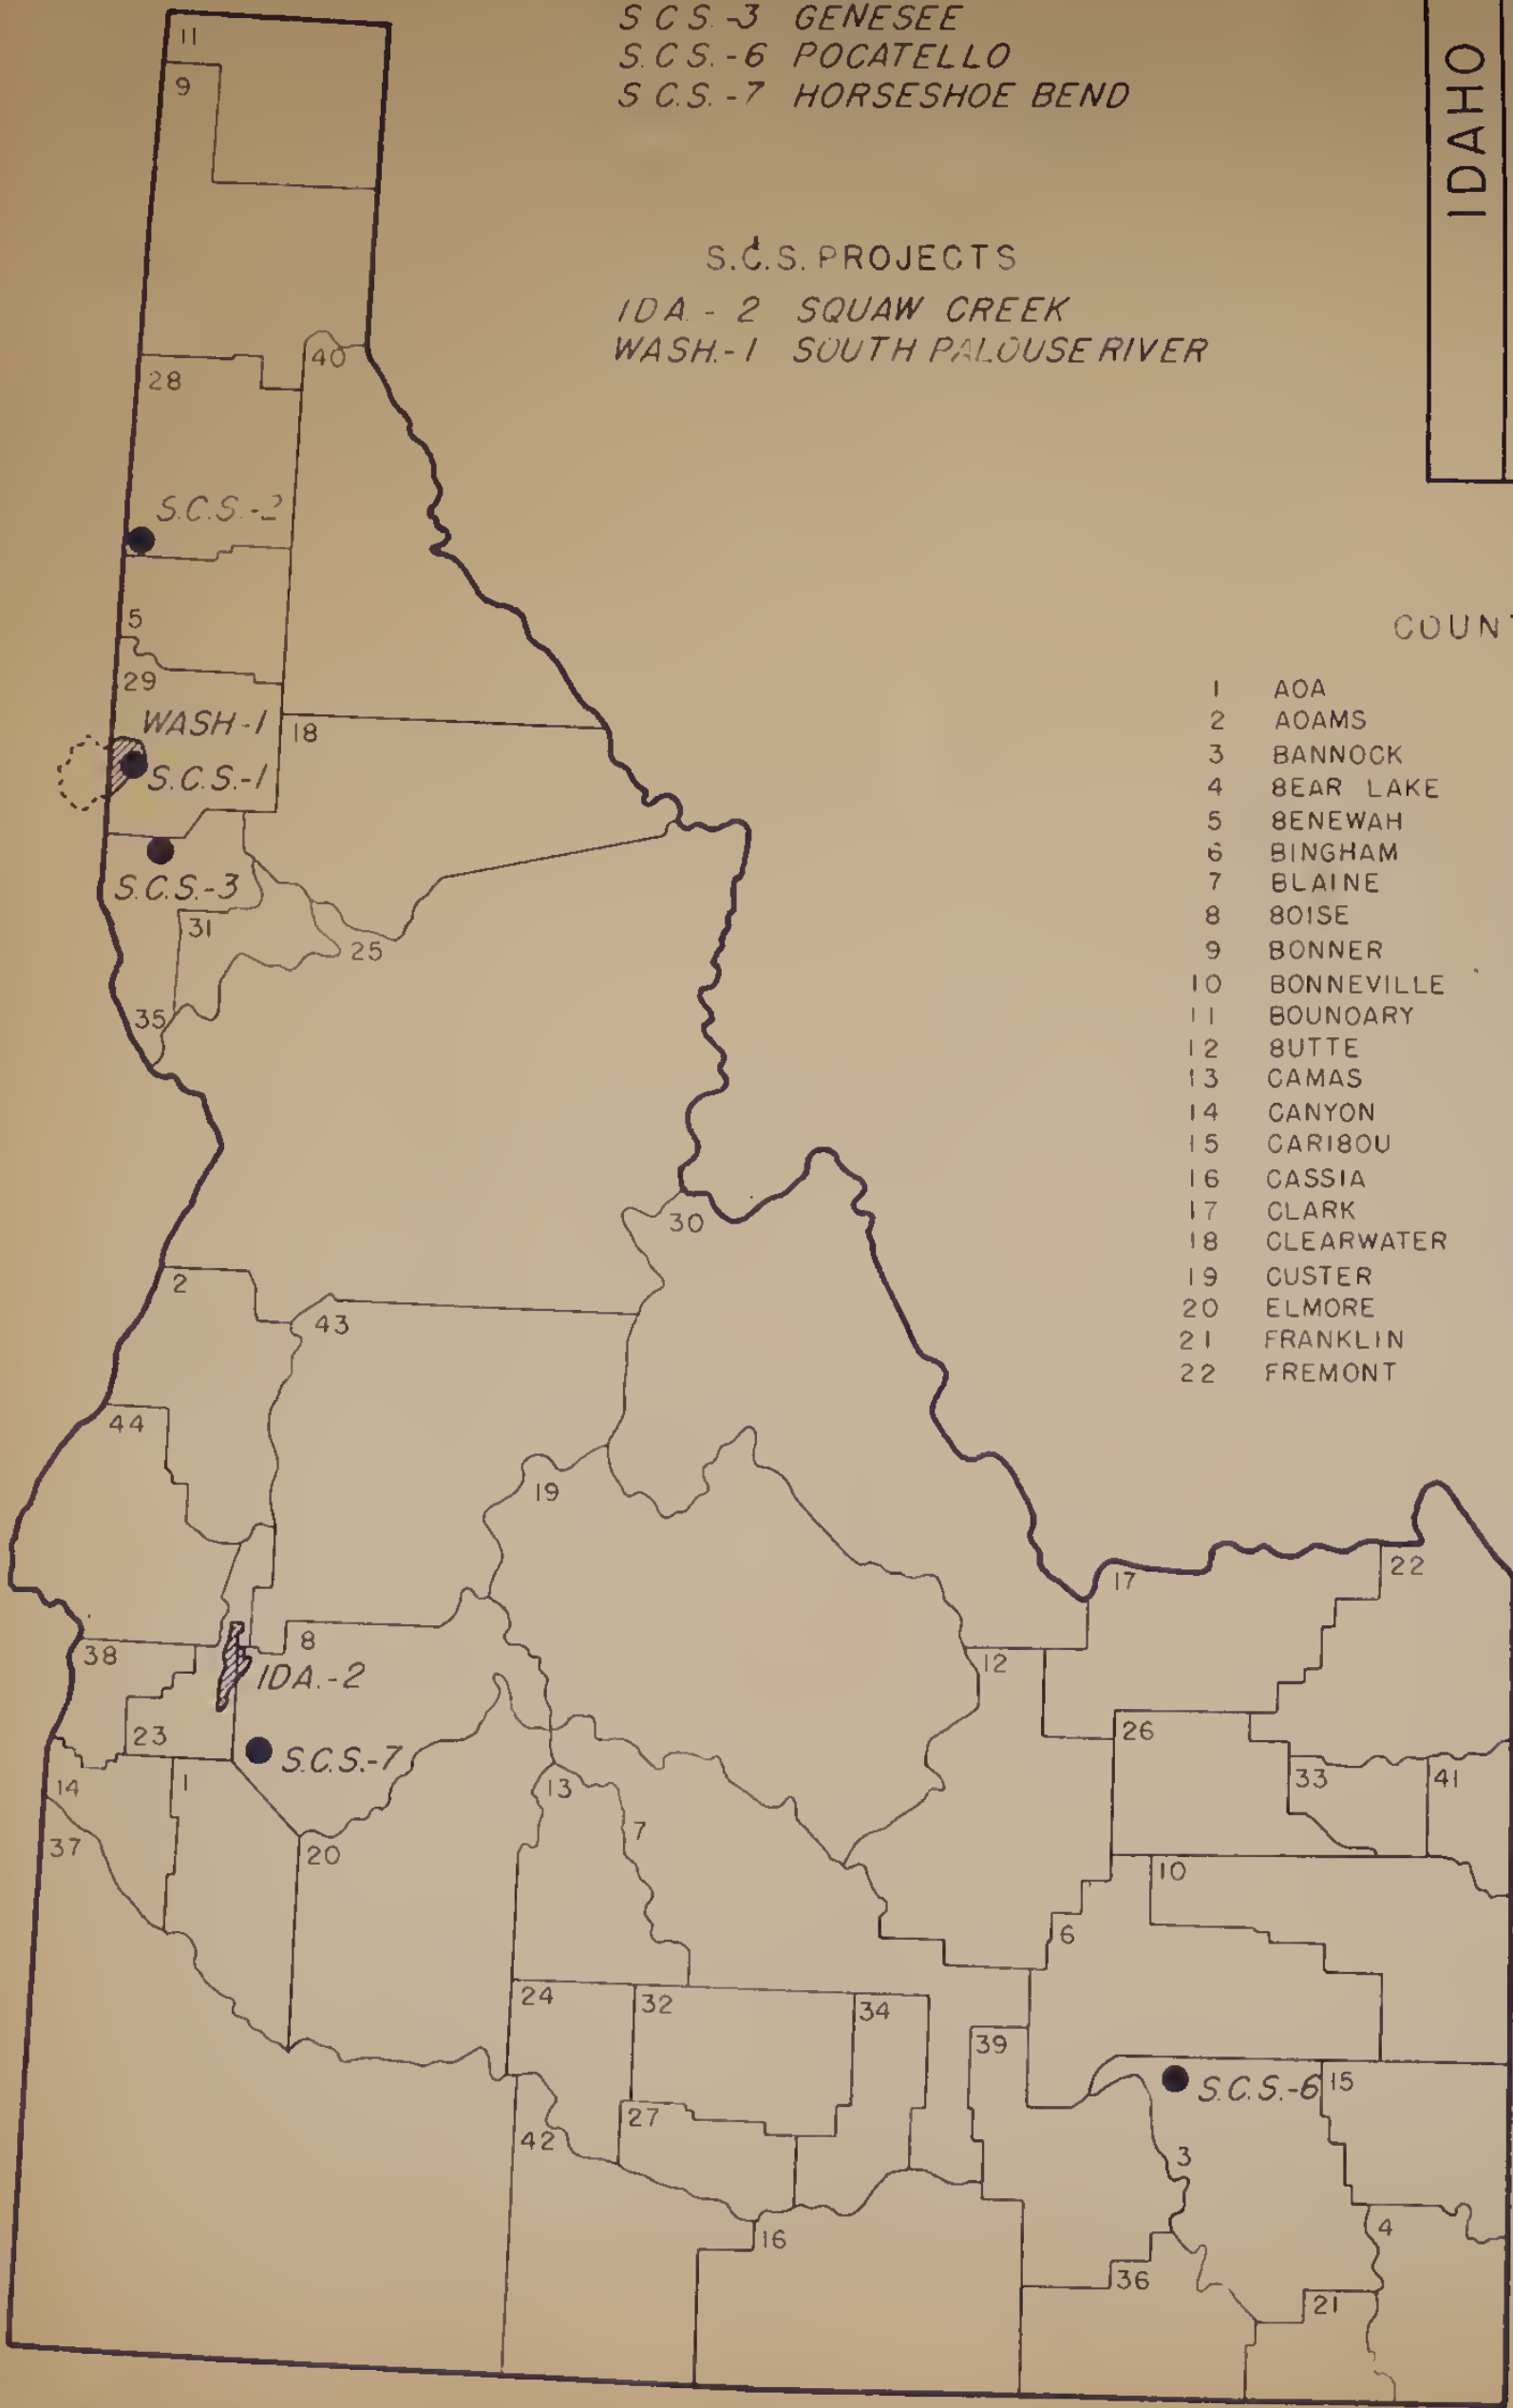 S C S -3 GENESEE
S.C.S.-6 POCATELLO
S C.S.-7 HORSESHOE BEND
IDAHO
S.C.S. PROJECTS
IDA.- 2 SQUAW CREEK
WASH.-1 SOUTH PALOUSE RIVER
COUN
1 AOA
2 AOAMS
3 BANNOCK
4 8EAR LAKE
5 8ENEWAH
6 BINGHAM
7 BLAINE
8 8OISE
9 BONNER
10 BONNEVILLE
11 BOUNOARY
12 8UTTE
13 CAMAS
14 CANYON
15 CARI8OU
16 CASSIA
17 CLARK
18 CLEARWATER
19 CUSTER
20 ELMORE
21 FRANKLIN
22 FREMONT
11
9
40
28
S.C.S.-2
5
29
WASH-1
18
S.C.S.-1
S.C.S.-3
31
25
35
30
2
43
44
19
22
17
8
38
12
IDA.-2
23
26
S.C.S.-7
33
41
14
1
13
7
37
20
10
6
24
32
34
39
15
S.C.S.-6
27
42
3
4
16
36
21